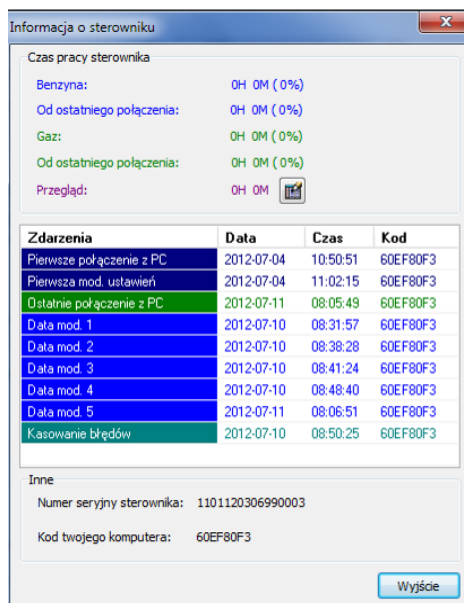 Informacja o sterowniku
Czas pracy sterownika
Benzyna: 0H 0M ( 0%)
Od ostatniego połączenia: 0H 0M ( 0%)
Gaz: 0H 0M ( 0%)
Od ostatniego połączenia: 0H 0M ( 0%)
Przegląd: 0H 0M
Zdarzenia Data Czas Kod
Pierwsze połączenie z PC 2012-07-04 10:50:51 60EF80F3
Pierwsza mod. ustawień 2012-07-04 11:02:15 60EF80F3
Ostatnie połączenie z PC 2012-07-11 08:05:49 60EF80F3
Data mod. 1 2012-07-10 08:31:57 60EF80F3
Data mod. 2 2012-07-10 08:38:28 60EF80F3
Data mod. 3 2012-07-10 08:41:24 60EF80F3
Data mod. 4 2012-07-10 08:48:40 60EF80F3
Data mod. 5 2012-07-11 08:06:51 60EF80F3
Kasowanie błędów 2012-07-10 08:50:25 60EF80F3
Inne
Numer seryjny sterownika: 1101120306990003
Kod twojego komputera: 60EF80F3
Wyjście